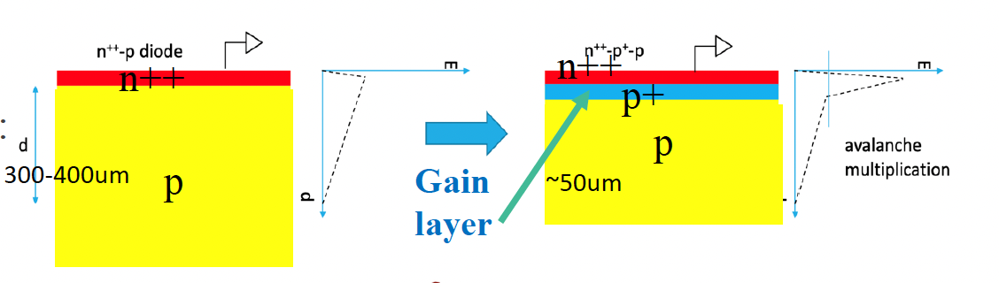 n++-p diode
n++
E
d
300-400um
p
d
Gain
layer
n++-p+-p
n++
p+
p
~50um
E
avalanche
multiplication